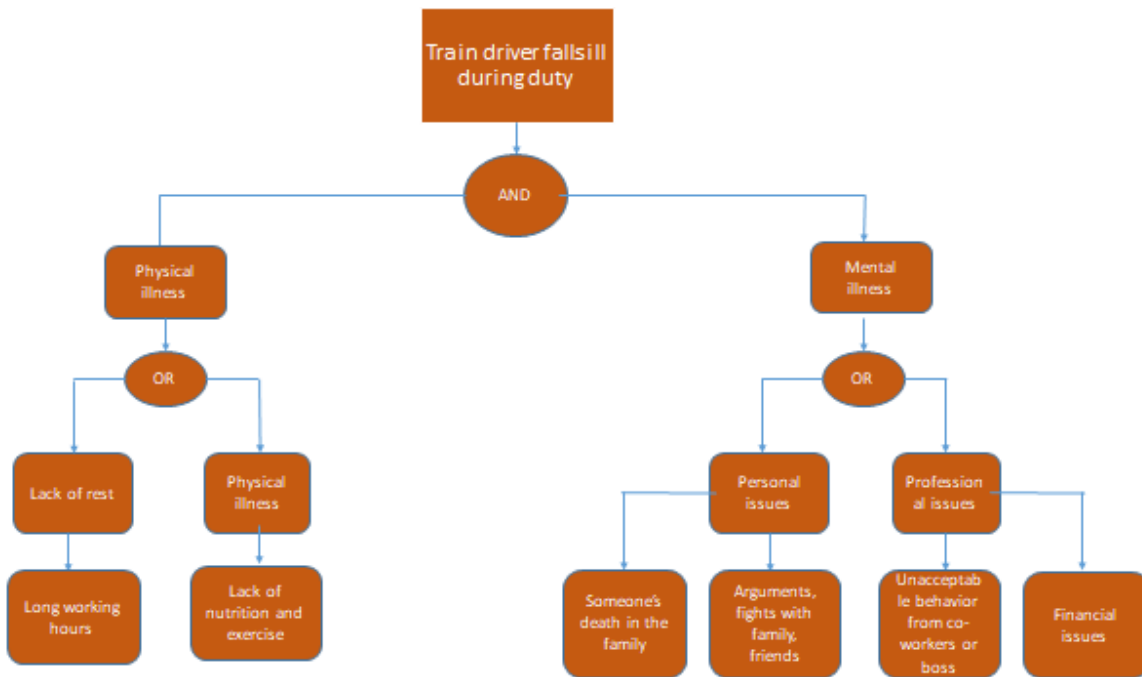 Train driver fallsill
during duty
AND
Physical
illness
Mental
illness
OR
OR
Lack of rest
Physical
illness
Personal
issues
Profession
al issues
Long working
hours
Lack of
nutrition and
exercise
Someone's
death in the
family
Arguments,
fights with
family,
friends
Unacceptab
le behavior
from co-
workers or
boss
Financial
issues